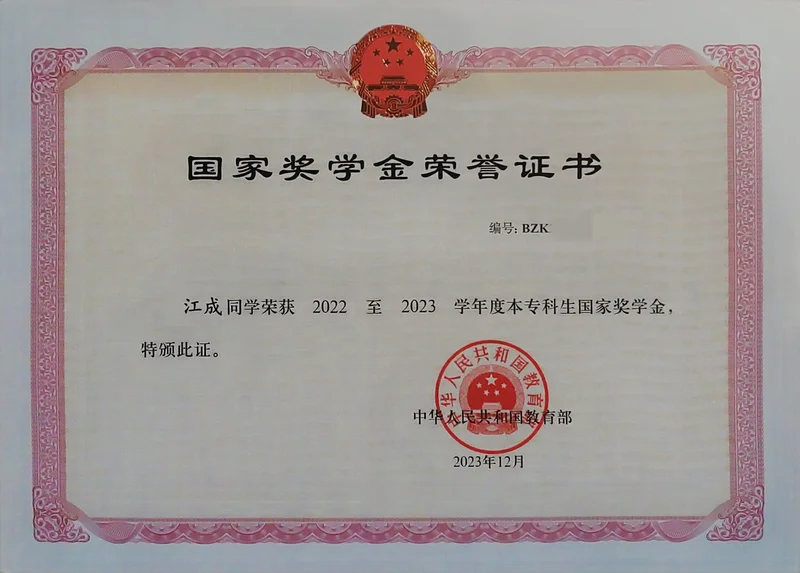 国家奖学金荣誉证书
编号: BZK
江成同学荣获 2022 至 2023 学年度本专科生国家奖学金，
特颁此证。
中华人民共和国教育部
中华人民共和国教育部
2023年12月